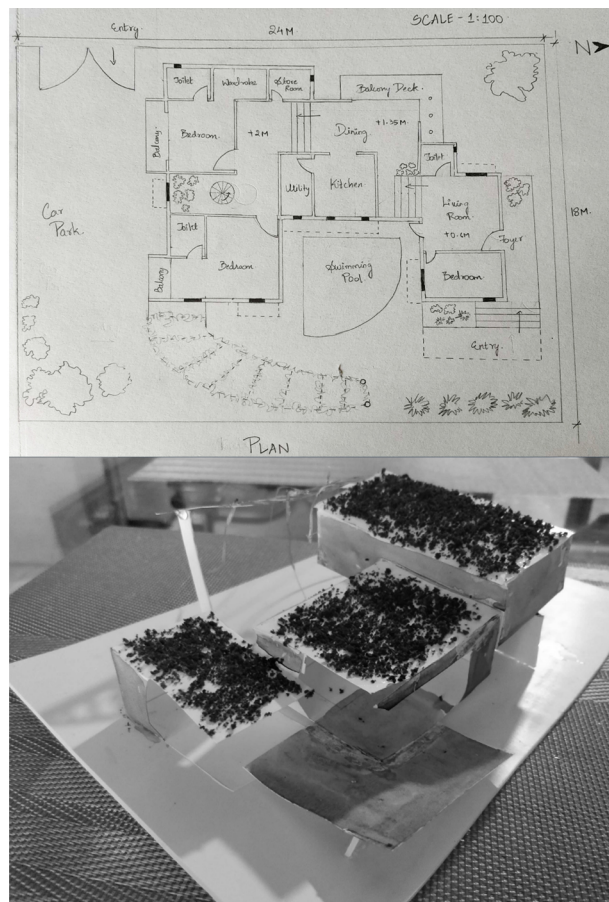 SCALE - 1:100
24M
Entry.
N
Toilet
Wardrobe
Store
Room
Balcony Deck.
Balcony
Bedroom
+2M
Dining
+1.35M
Toilet
Utility
Kitchen
Living
Room
+0.6M
Foyer
18M.
Car
Park.
Toilet
Balcony
Bedroom
Swimming
Pool.
Bedroom
Entry.
PLAN